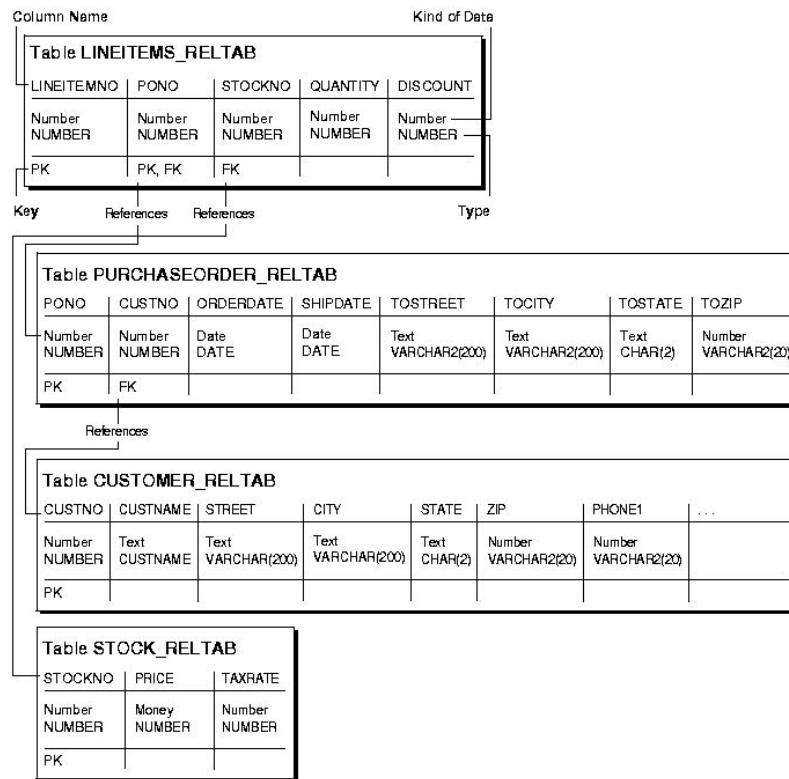 Column Name Kind of Data
Table LINEITEMS_RELTAB
LINEITEMNO PONO STOCKNO QUANTITY DISCOUNT
Number Number Number Number Number
NUMBER NUMBER NUMBER NUMBER NUMBER
PK PK, FK FK
Key References References Type
Table PURCHASEORDER_RELTAB
PONO CUSTNO ORDERDATE SHIPDATE TOSTREET TOCITY TOSTATE TOZIP
Number Number Date Date Text Text Text Number
NUMBER NUMBER DATE DATE VARCHAR2(200) VARCHAR2(200) CHAR(2) VARCHAR2(20)
PK FK
References
Table CUSTOMER_RELTAB
CUSTNO CUSTNAME STREET CITY STATE ZIP PHONE1 ...
Number Text Text Text Text Number Number
NUMBER CUSTNAME VARCHAR(200) VARCHAR(200) CHAR(2) VARCHAR2(20) VARCHAR2(20)
PK
Table STOCK_RELTAB
STOCKNO PRICE TAXRATE
Number Money Number
NUMBER NUMBER NUMBER
PK